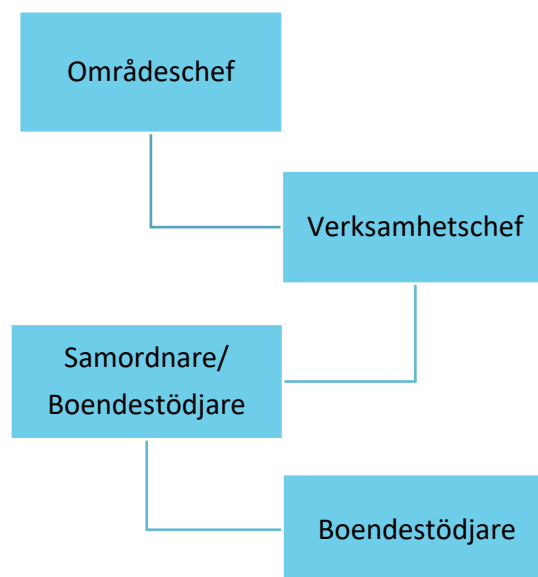 Områdeschef
Verksamhetschef
Samordnare/
Boendestödjare
Boendestödjare